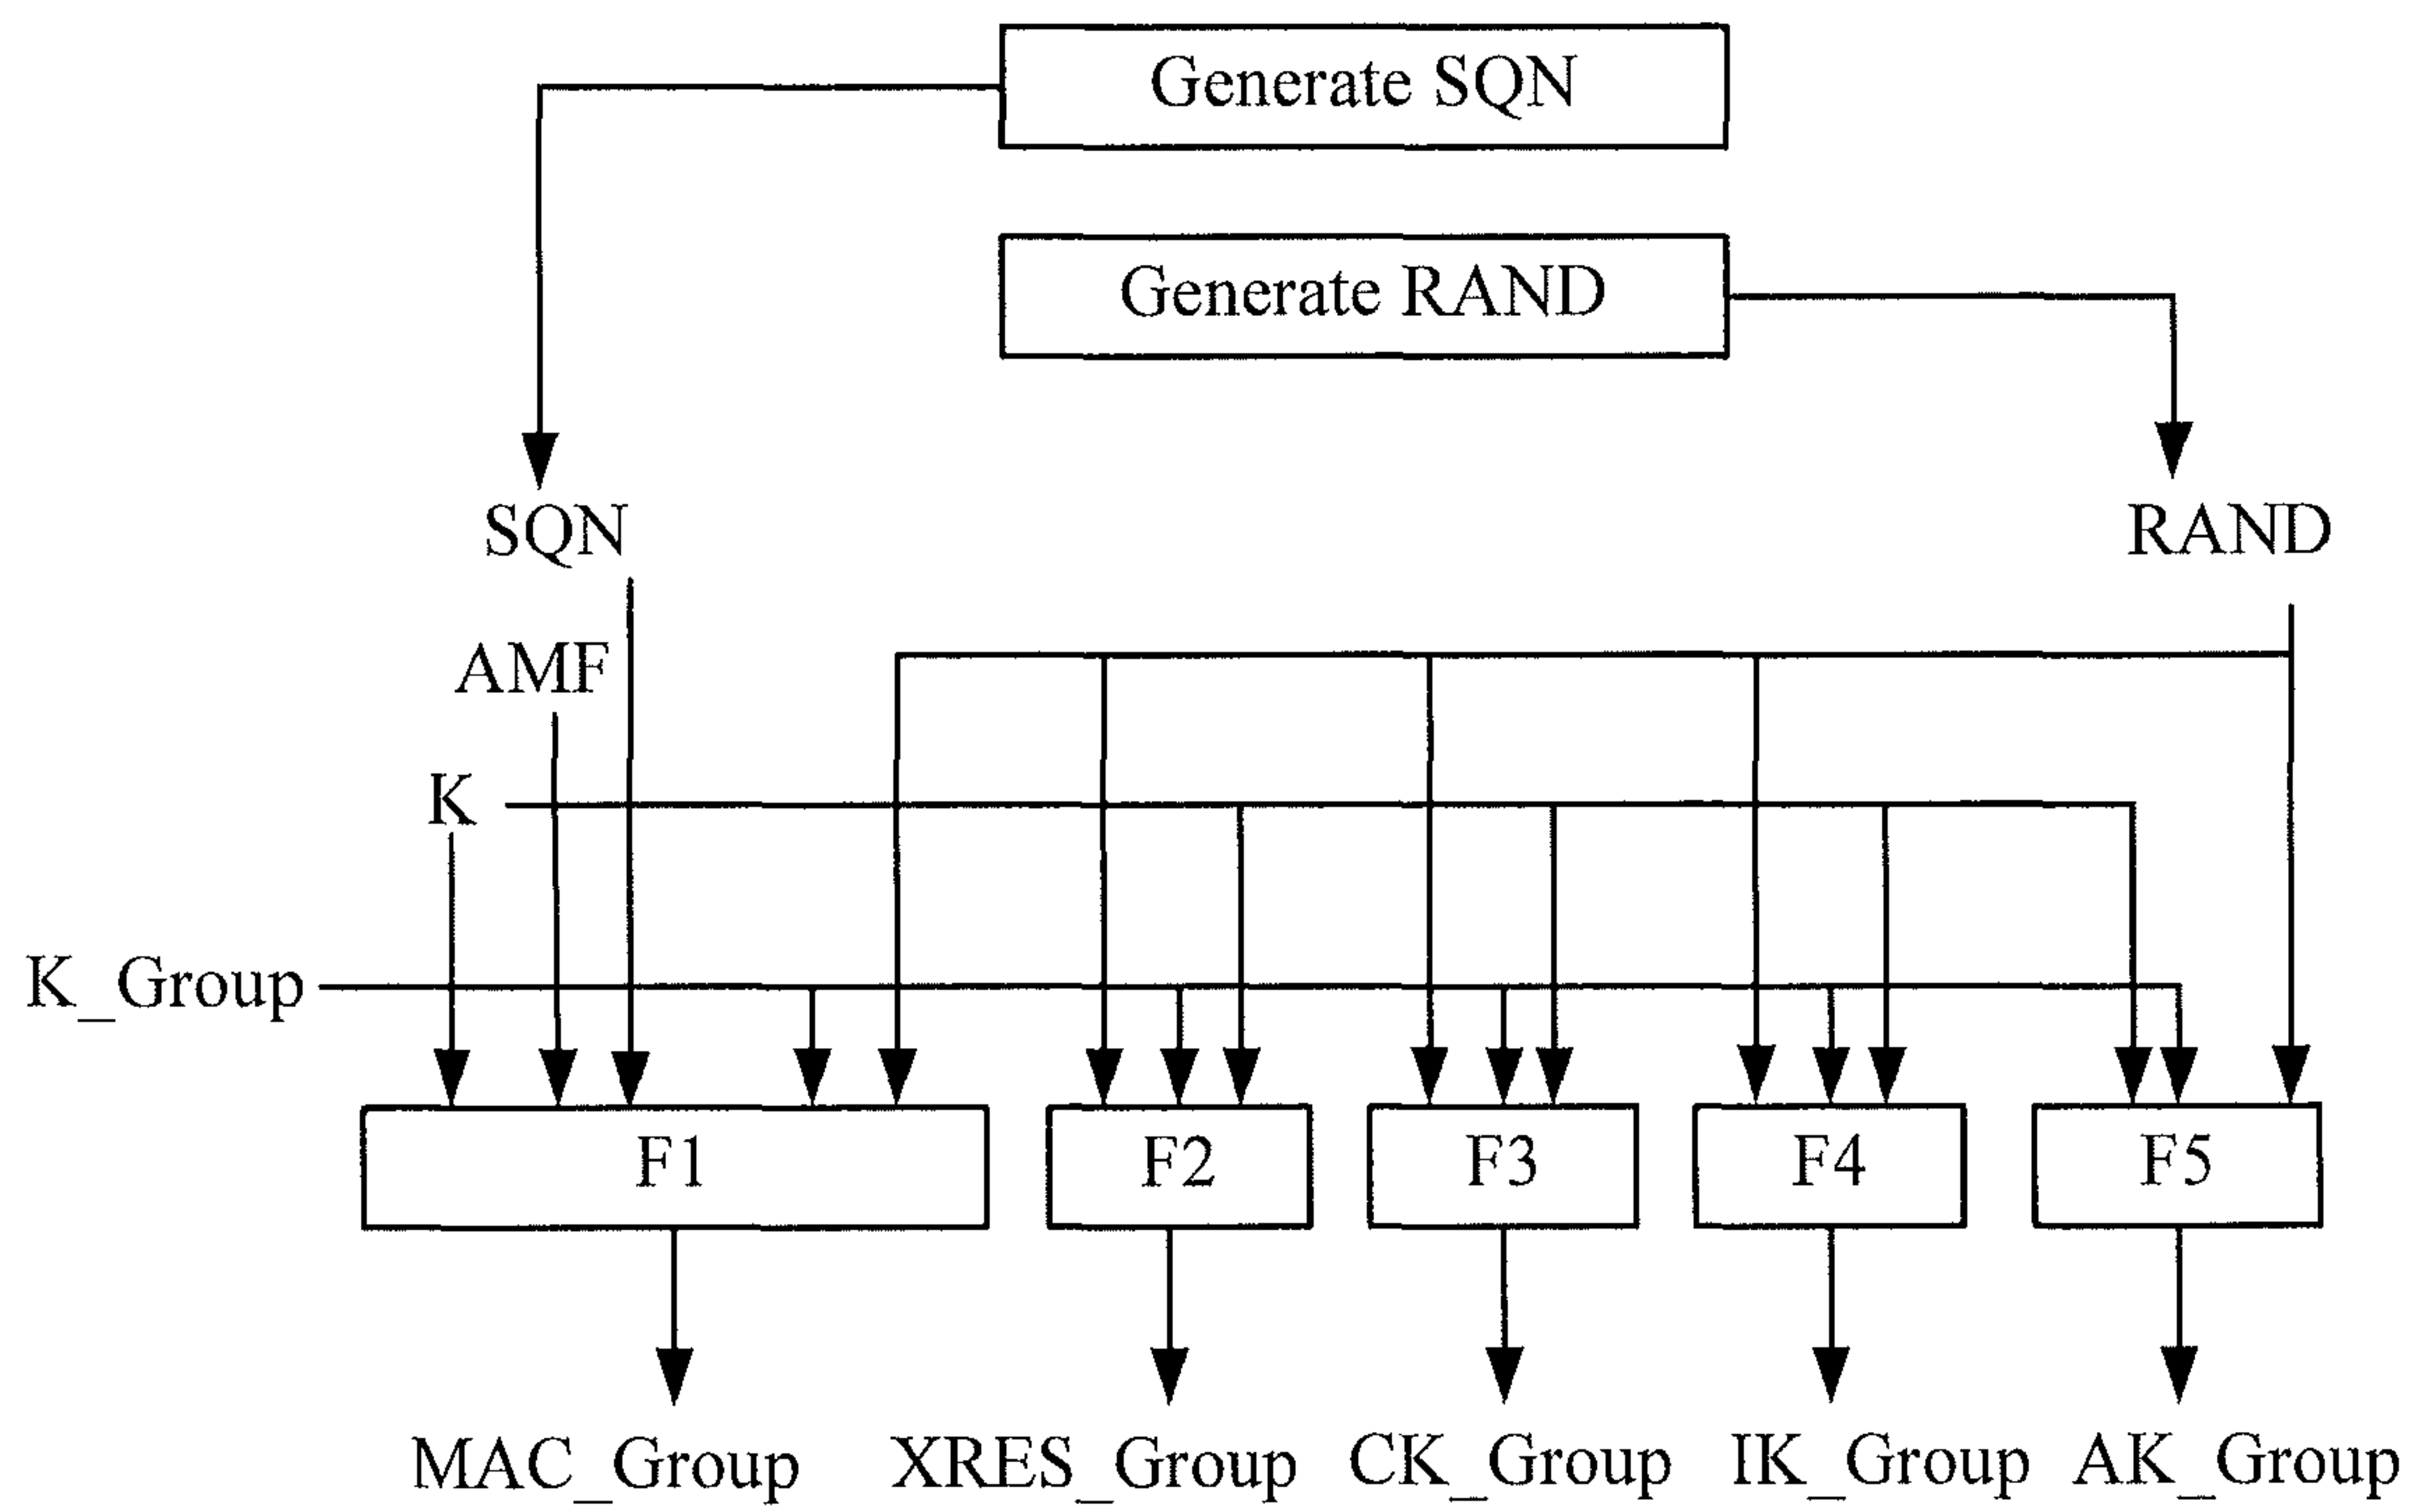 Generate SQN
Generate RAND
SQN
RAND
AMF
K
K_Group
F1 F2 F3 F4 F5
MAC_Group XRES_Group CK_Group IK_Group AK_Group